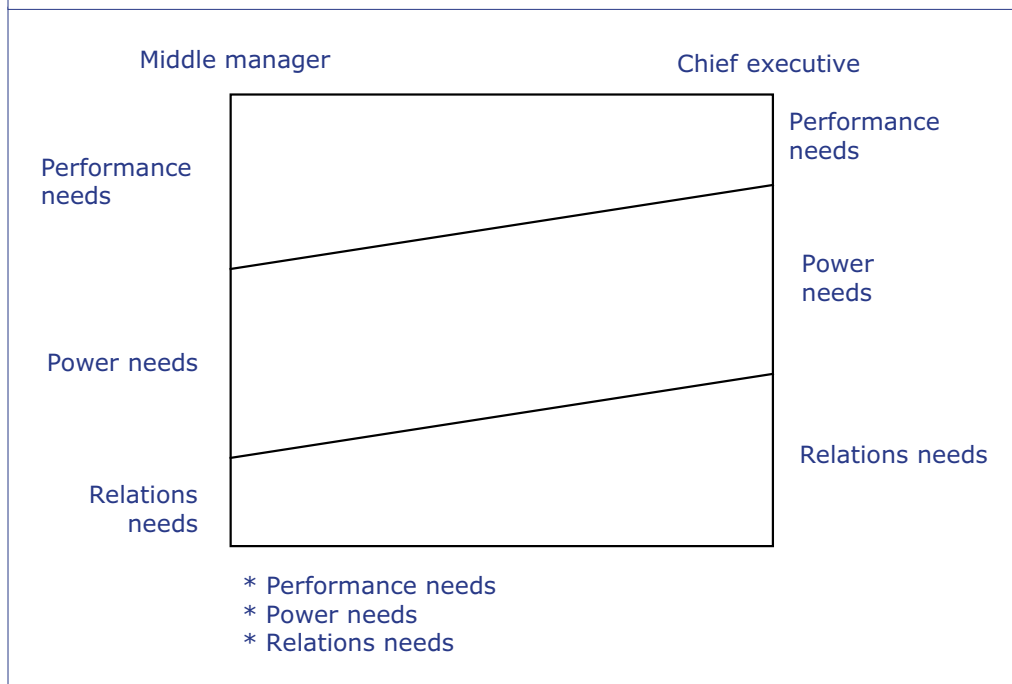 Middle manager
Chief executive
Performance
needs
Performance
needs
Power
needs
Power needs
Relations needs
Relations
needs
* Performance needs
* Power needs
* Relations needs